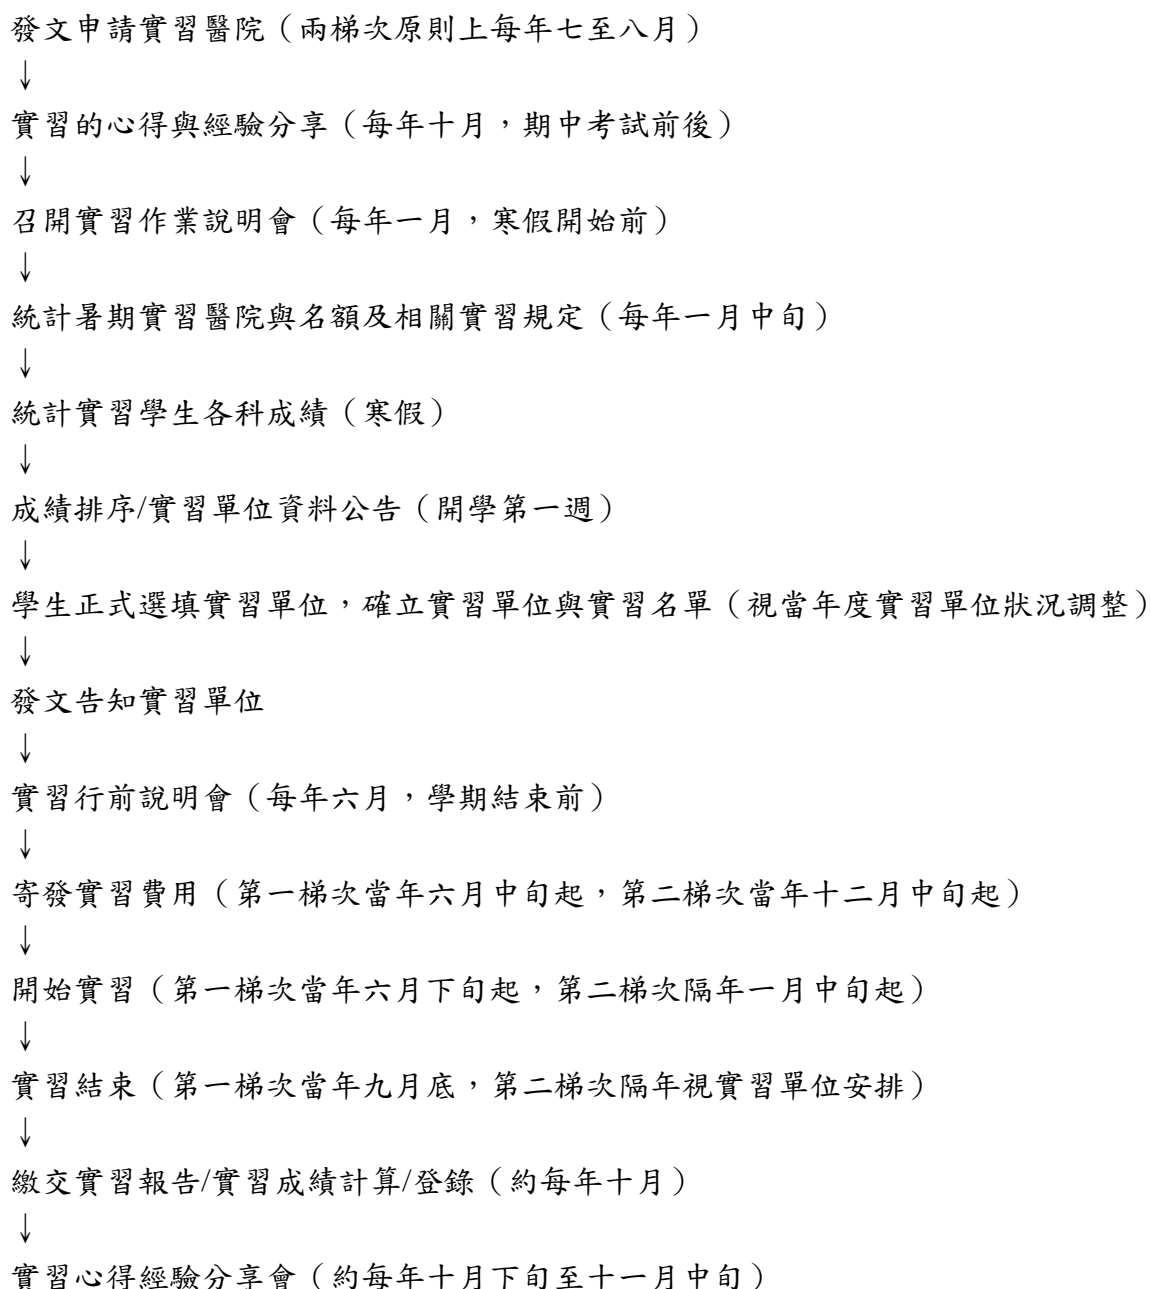 發文申請實習醫院（兩梯次原則上每年七至八月）
↓
實習的心得與經驗分享（每年十月，期中考試前後）
↓
召開實習作業說明會（每年一月，寒假開始前）
↓
統計暑期實習醫院與名額及相關實習規定（每年一月中旬）
↓
統計實習學生各科成績（寒假）
↓
成績排序/實習單位資料公告（開學第一週）
↓
學生正式選填實習單位，確立實習單位與實習名單（視當年度實習單位狀況調整）
↓
發文告知實習單位
↓
實習行前說明會（每年六月，學期結束前）
↓
寄發實習費用（第一梯次當年六月中旬起，第二梯次當年十二月中旬起）
↓
開始實習（第一梯次當年六月下旬起，第二梯次隔年一月中旬起）
↓
實習結束（第一梯次當年九月底，第二梯次隔年視實習單位安排）
↓
繳交實習報告/實習成績計算/登錄（約每年十月）
↓
實習心得經驗分享會（約每年十月下旬至十一月中旬）